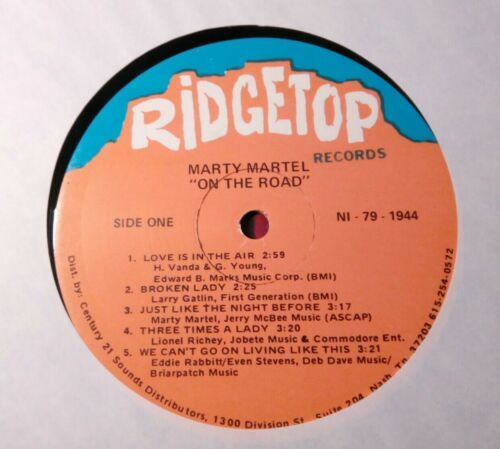 RiDGETOP
RECORDS
MARTY MARTEL
"ON THE ROAD"
SIDE ONE
NI - 79 - 1944
1. LOVE IS IN THE AIR 2:59
H. Vanda & G. Young,
Edward B. Marks Music Corp. (BMI)
2. BROKEN LADY 2:25
Larry Gatlin, First Generation (BMI)
3. JUST LIKE THE NIGHT BEFORE 3:17
Marty Martel, Jerry McBee Music (ASCAP)
4. THREE TIMES A LADY 3:20
Lionel Richey, Jobete Music & Commodore Ent.
5. WE CAN'T GO ON LIVING LIKE THIS 3:21
Eddie Rabbitt/Even Stevens, Deb Dave Music/
Briarpatch Music
Dist. by: Century 21 Sounds Distributors, 1300 Division St., Suite 204, Nash, Tn. 37203 615-254-0572